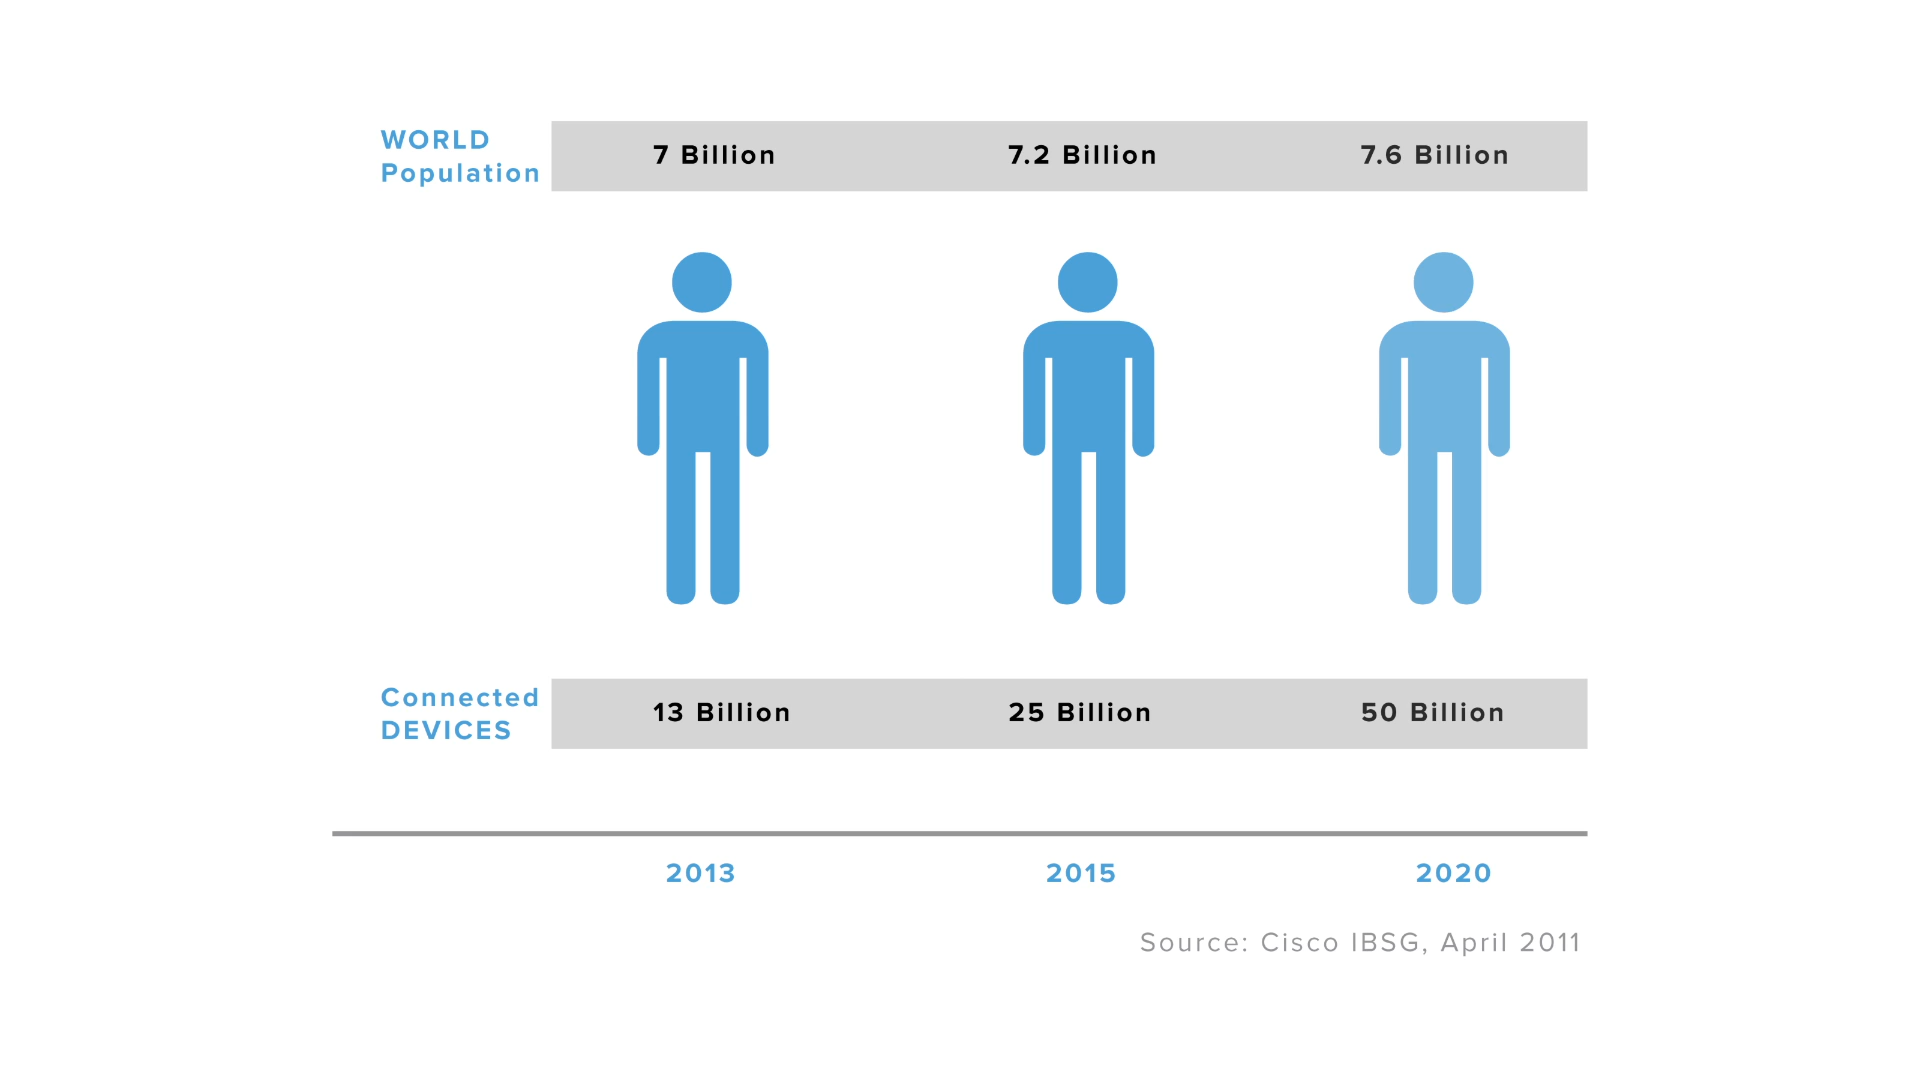 WORLD
Population
7 Billion 7.2 Billion 7.6 Billion
Connected
DEVICES
13 Billion 25 Billion 50 Billion
2013 2015 2020
Source: Cisco IBSG, April 2011